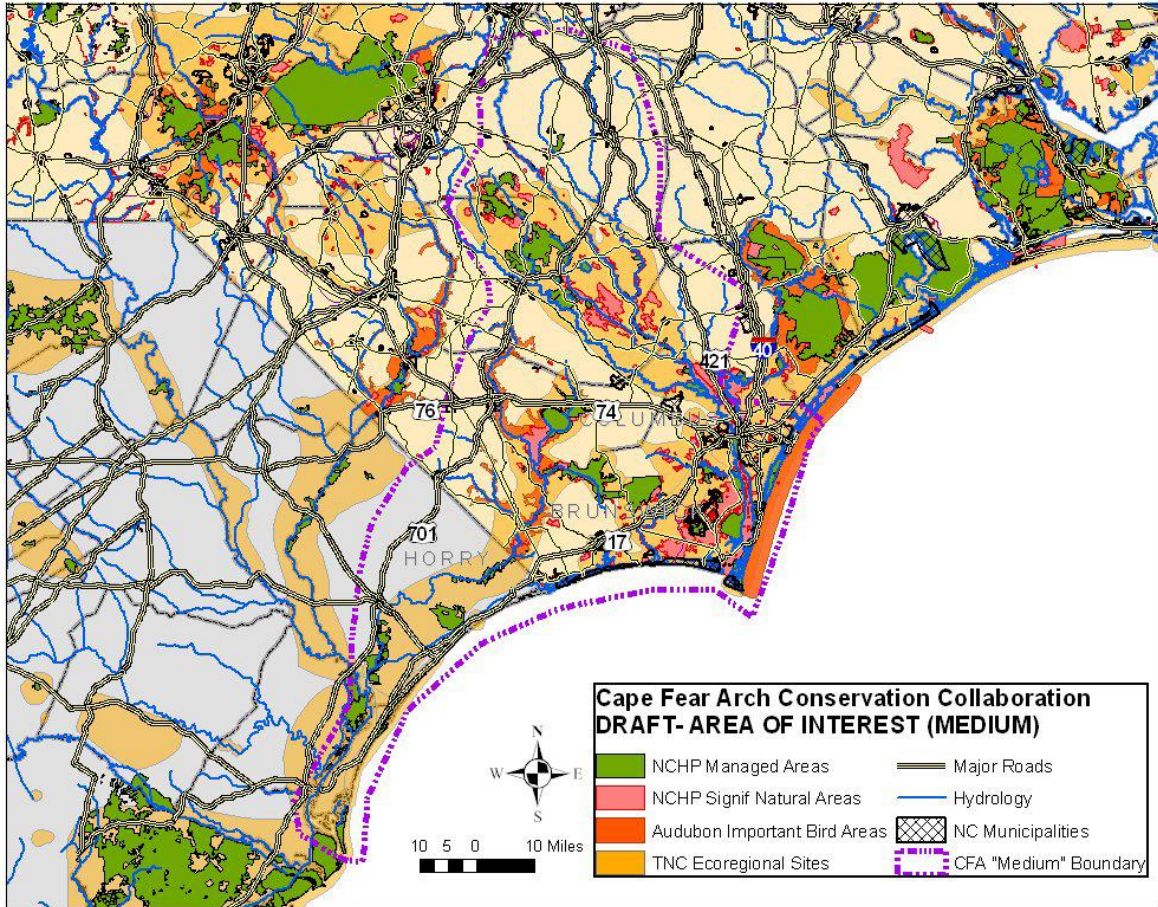 421
40
76
74
COLUMBUS
BRUNSWICK
701
17
HORRY
Cape Fear Arch Conservation Collaboration
DRAFT- AREA OF INTEREST (MEDIUM)
NCHP Managed Areas
Major Roads
NCHP Signif Natural Areas
Hydrology
Audubon Important Bird Areas
NC Municipalities
TNC Ecoregional Sites
CFA "Medium" Boundary
N
W
E
S
10 5 0 10 Miles